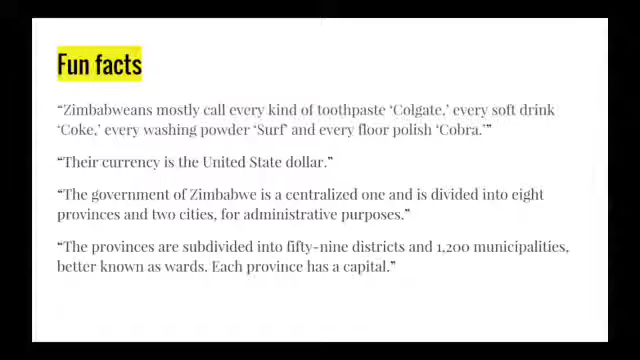 Fun facts
“Zimbabweans mostly call every kind of toothpaste ‘Colgate,’ every soft drink
‘Coke,’ every washing powder ‘Surf’ and every floor polish ‘Cobra.’”
“Their currency is the United State dollar.”
“The government of Zimbabwe is a centralized one and is divided into eight
provinces and two cities, for administrative purposes.”
“The provinces are subdivided into fifty-nine districts and 1,200 municipalities,
better known as wards. Each province has a capital.”